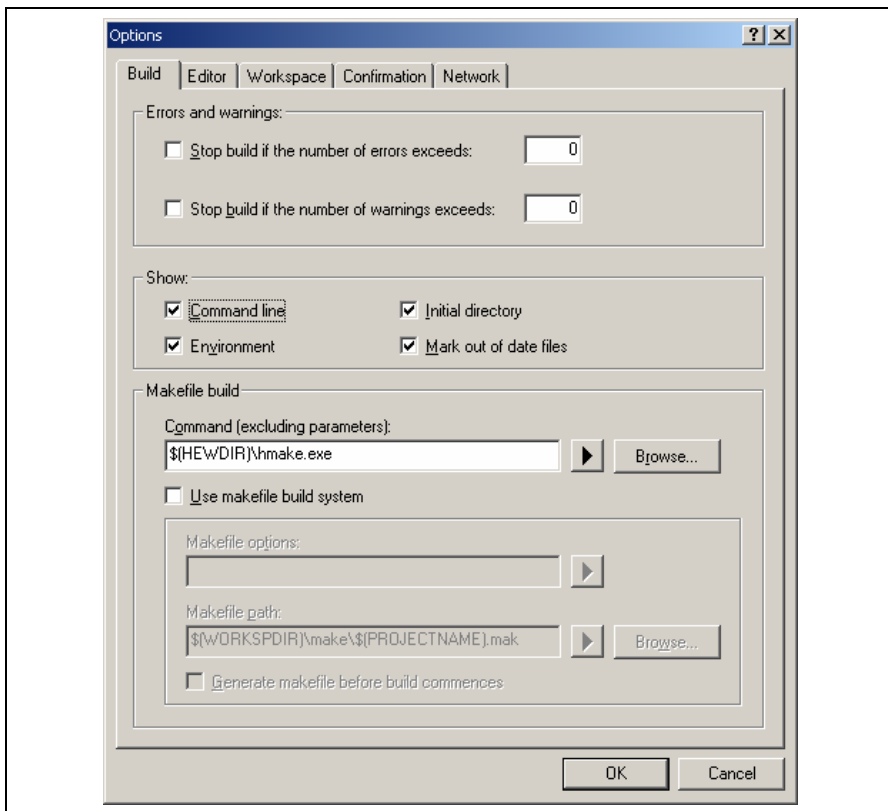 Options
Build Editor Workspace Confirmation Network
Errors and warnings:
Stop build if the number of errors exceeds: 0
Stop build if the number of warnings exceeds: 0
Show:
Command line Initial directory
Environment Mark out of date files
Makefile build
Command (excluding parameters):
$(HEWDIR)\hmake.exe Browse...
Use makefile build system
Makefile options:
Makefile path:
$(WORKSPDIR)\make\$(PROJECTNAME).mak Browse...
Generate makefile before build commences
OK Cancel